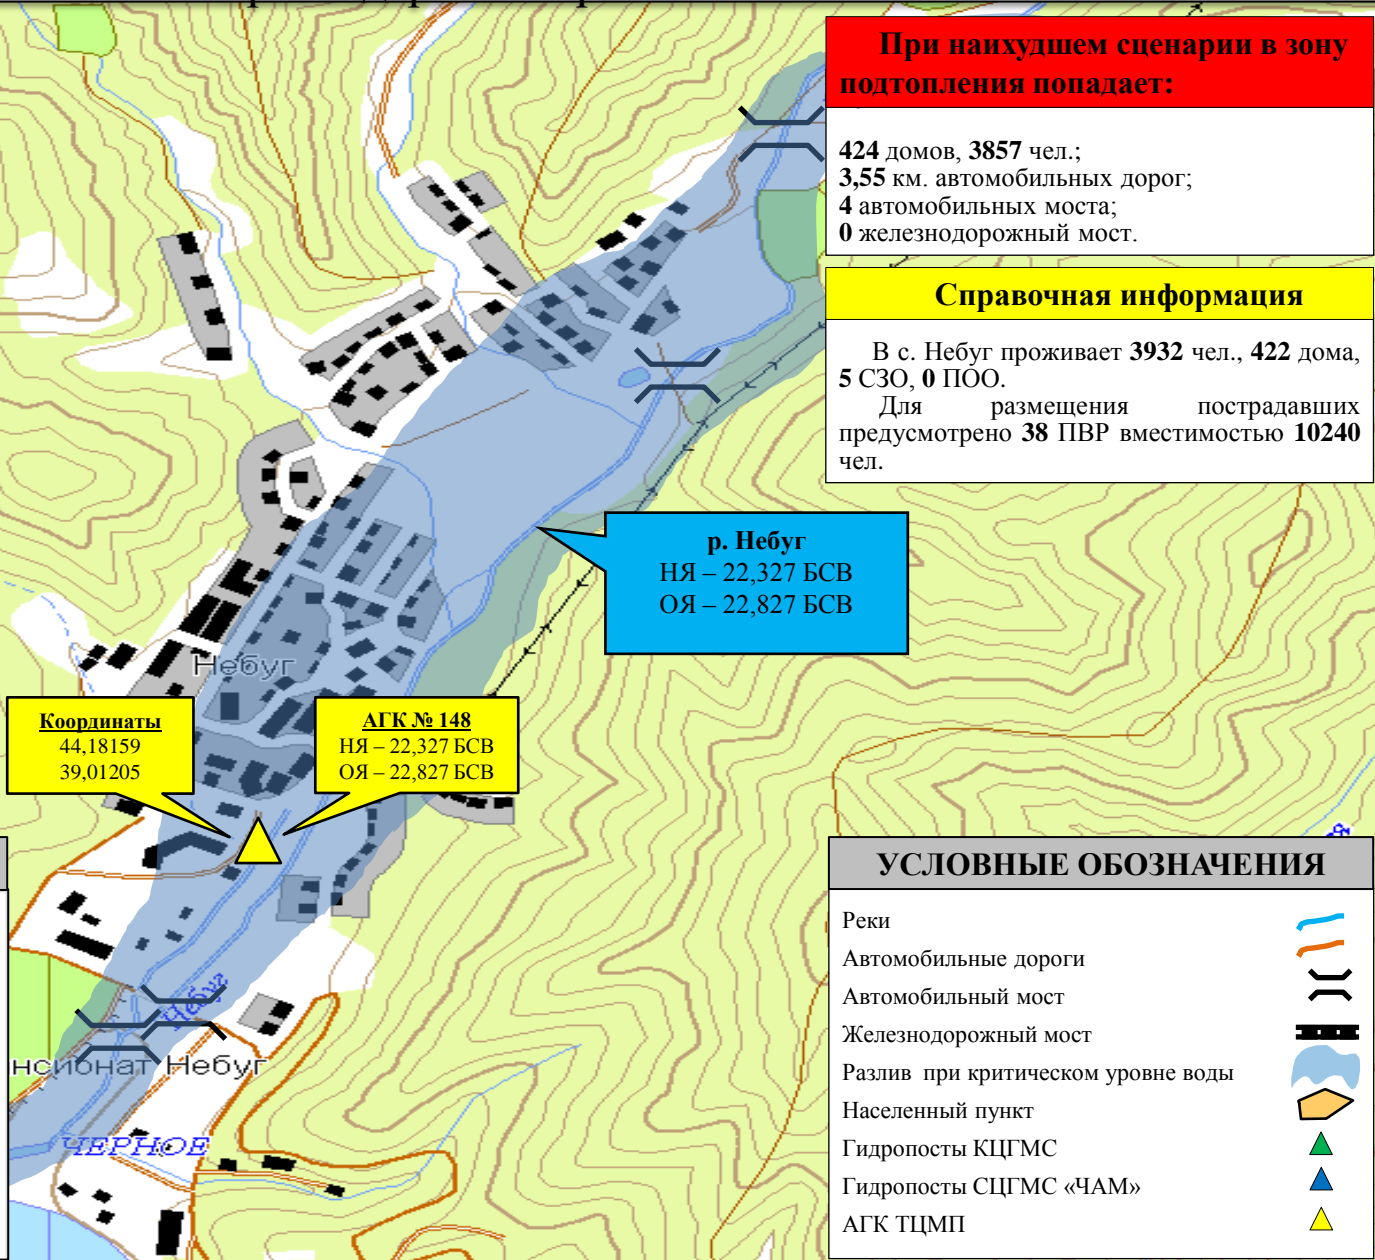 При наихудшем сценарии в зону
подтопления попадает:
424 домов, 3857 чел.;
3,55 км. автомобильных дорог;
4 автомобильных моста;
0 железнодорожный мост.
Справочная информация
В с. Небуг проживает 3932 чел., 422 дома,
5 СЗО, 0 ПОО.
Для размещения пострадавших
предусмотрено 38 ПВР вместимостью 10240
чел.
р. Небуг
НЯ – 22,327 БСВ
ОЯ – 22,827 БСВ
Небуг
Координаты
44,18159
39,01205
АГК № 148
НЯ – 22,327 БСВ
ОЯ – 22,827 БСВ
Небуг
нсионат Небуг
ЧЕРНОЕ
УСЛОВНЫЕ ОБОЗНАЧЕНИЯ
Реки
Автомобильные дороги
Автомобильный мост
Железнодорожный мост
Разлив при критическом уровне воды
Населенный пункт
Гидропосты КЦГМС
Гидропосты СЦГМС «ЧАМ»
АГК ТЦМП